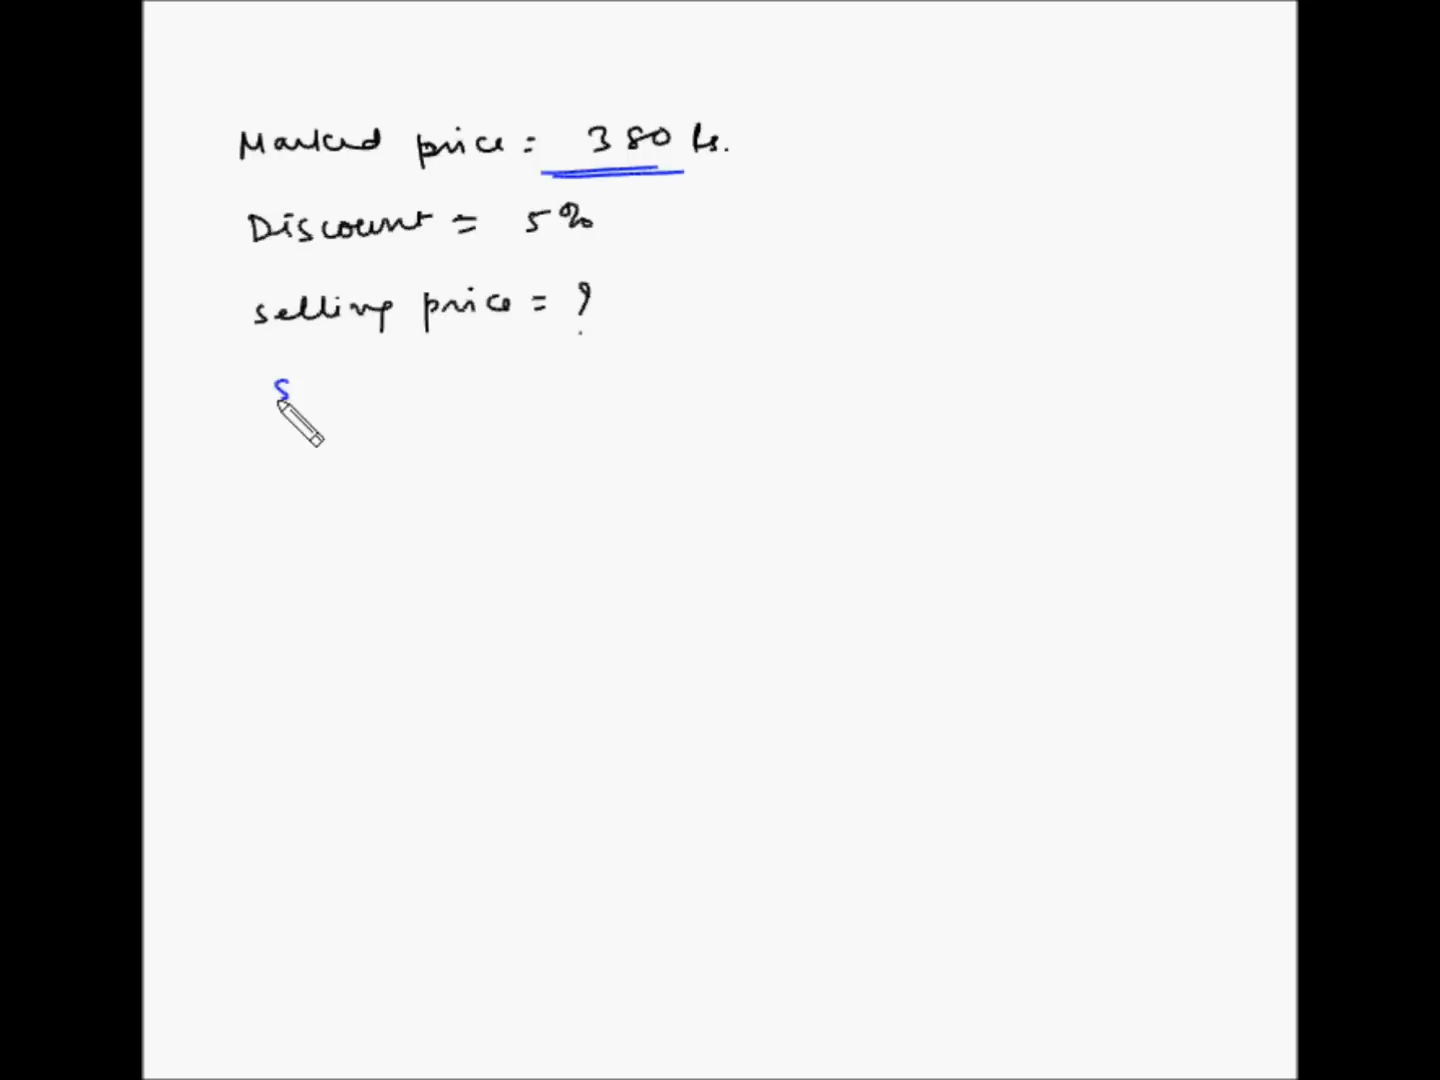 Marked price = 380 Rs.
Discount = 5%
selling price = ?
S